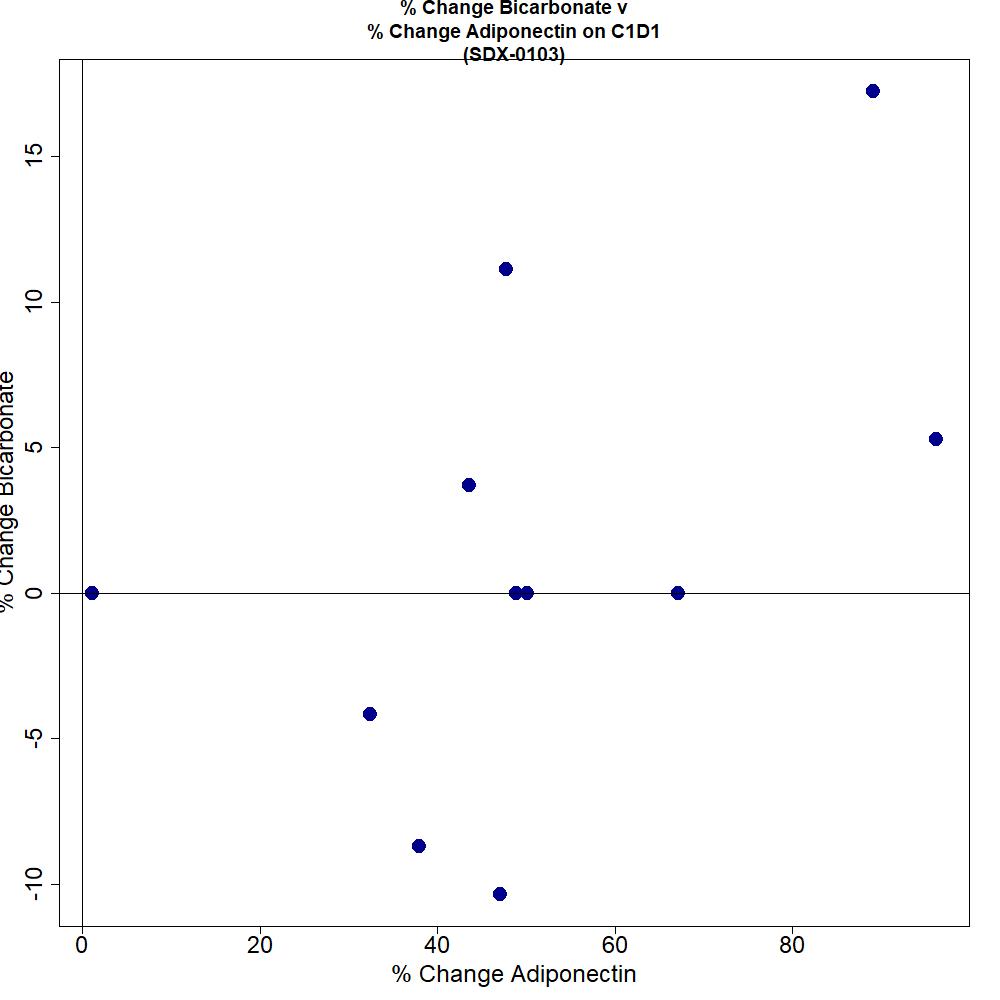 % Change Bicarbonate v
% Change Adiponectin on C1D1
(SDX-0103)
% Change Bicarbonate
15
10
5
0
-5
-10
0 20 40 60 80
% Change Adiponectin